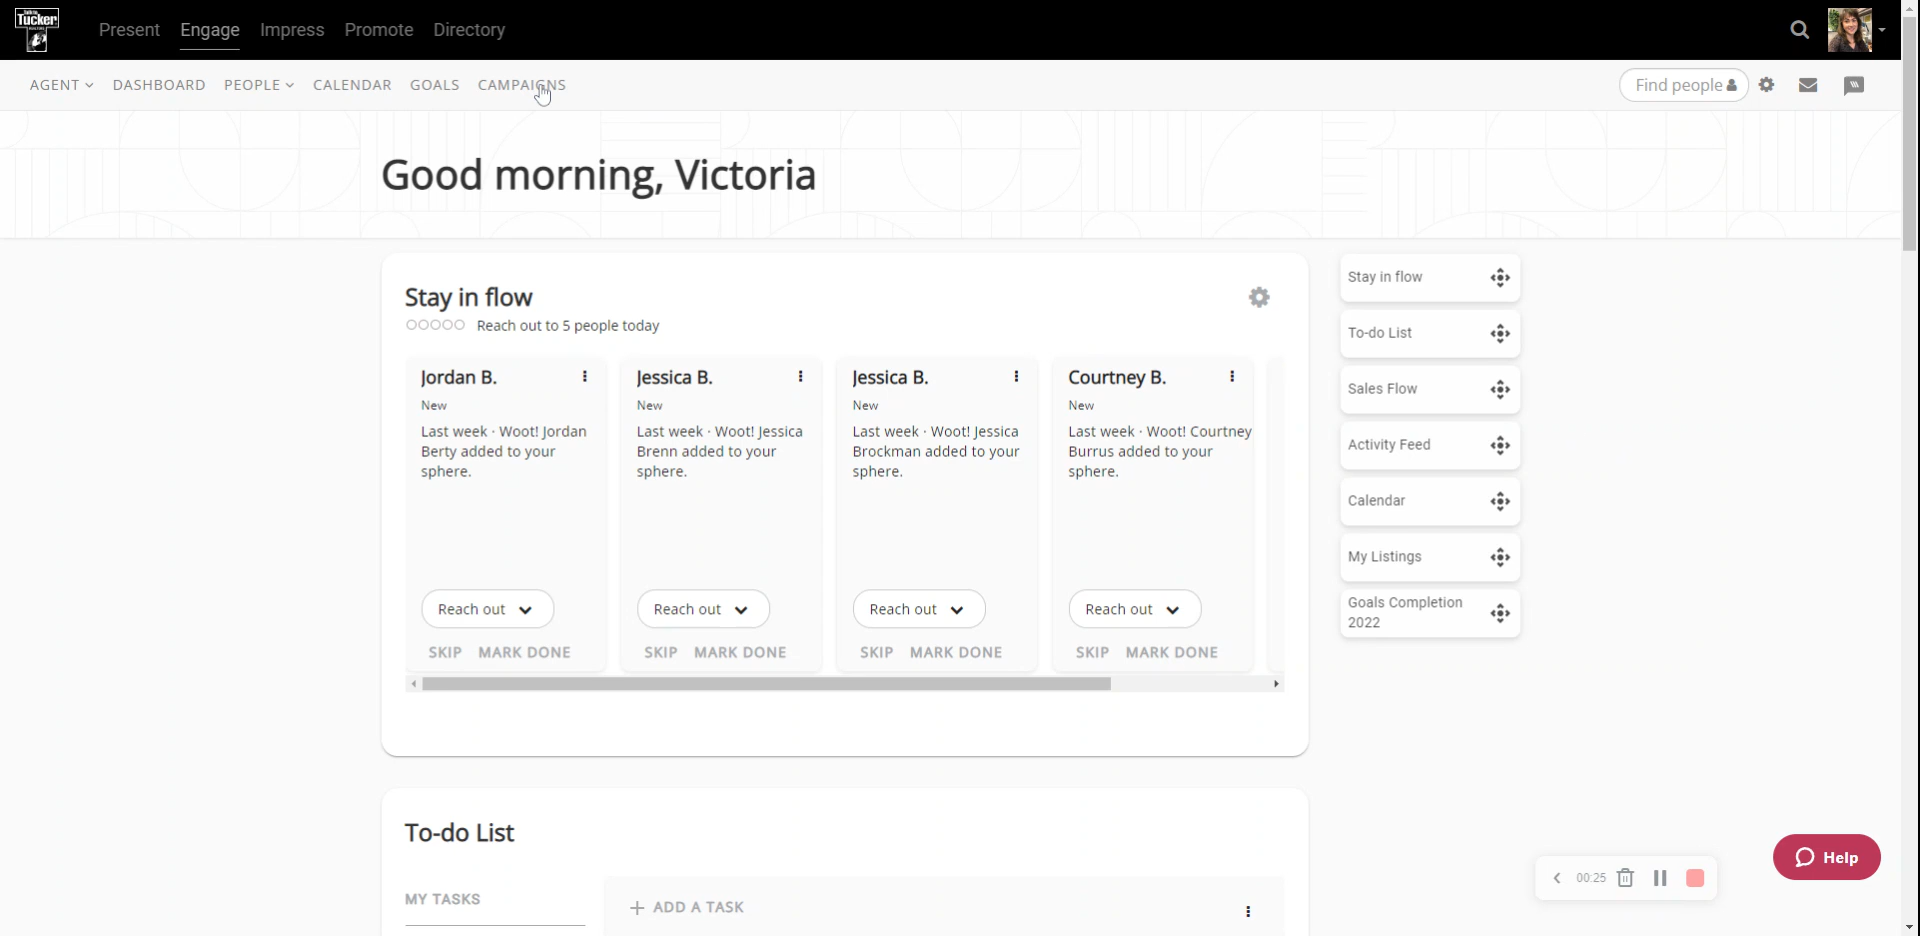 Tucker
Present Engage Impress Promote Directory
AGENT DASHBOARD PEOPLE CALENDAR GOALS CAMPAIGNS Find people
Good morning, Victoria
Stay in flow
Reach out to 5 people today
Jordan B.
New
Last week · Woot! Jordan
Berty added to your
sphere.
Reach out
SKIP MARK DONE
Jessica B.
New
Last week · Woot! Jessica
Brenn added to your
sphere.
Reach out
SKIP MARK DONE
Jessica B.
New
Last week · Woot! Jessica
Brockman added to your
sphere.
Reach out
SKIP MARK DONE
Courtney B.
New
Last week · Woot! Courtney
Burrus added to your
sphere.
Reach out
SKIP MARK DONE
Stay in flow
To-do List
Sales Flow
Activity Feed
Calendar
My Listings
Goals Completion
2022
To-do List
MY TASKS
+ ADD A TASK
00:25
Help